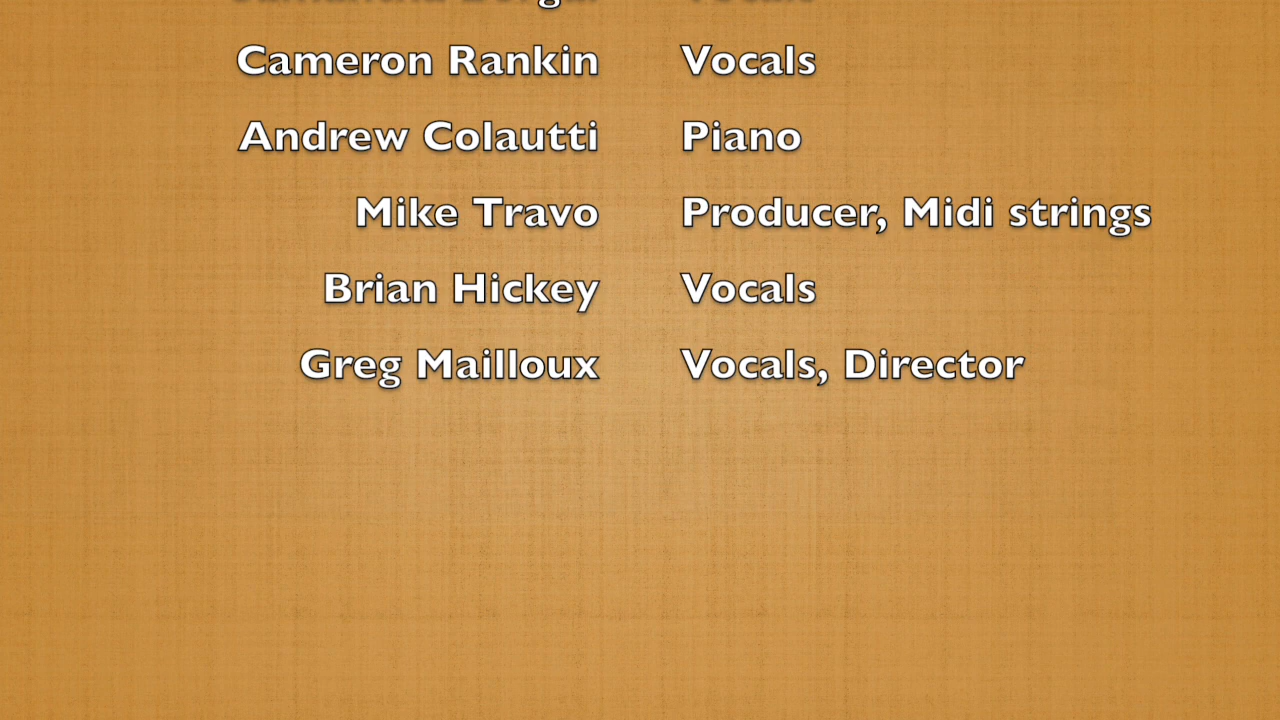 Cameron Rankin Vocals
Andrew Colautti Piano
Mike Travo Producer, Midi strings
Brian Hickey Vocals
Greg Mailloux Vocals, Director